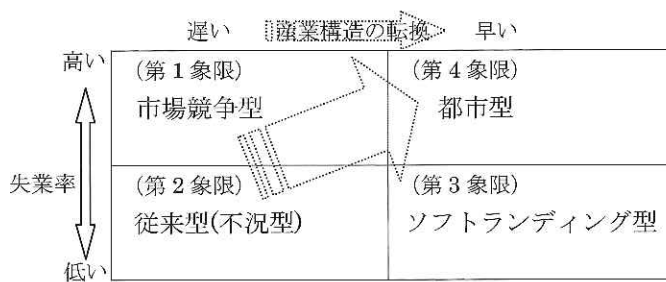 遅い 産業構造の転換 早い
高い
(第1象限) (第4象限)
市場競争型 都市型
失業率
(第2象限) (第3象限)
従来型(不況型) ソフトランディング型
低い